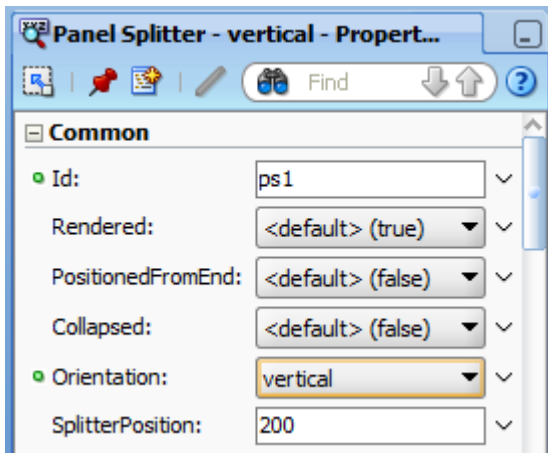 Panel Splitter - vertical - Propert...
Find
Common
Id: ps1
Rendered: <default> (true)
PositionedFromEnd: <default> (false)
Collapsed: <default> (false)
Orientation: vertical
SplitterPosition: 200